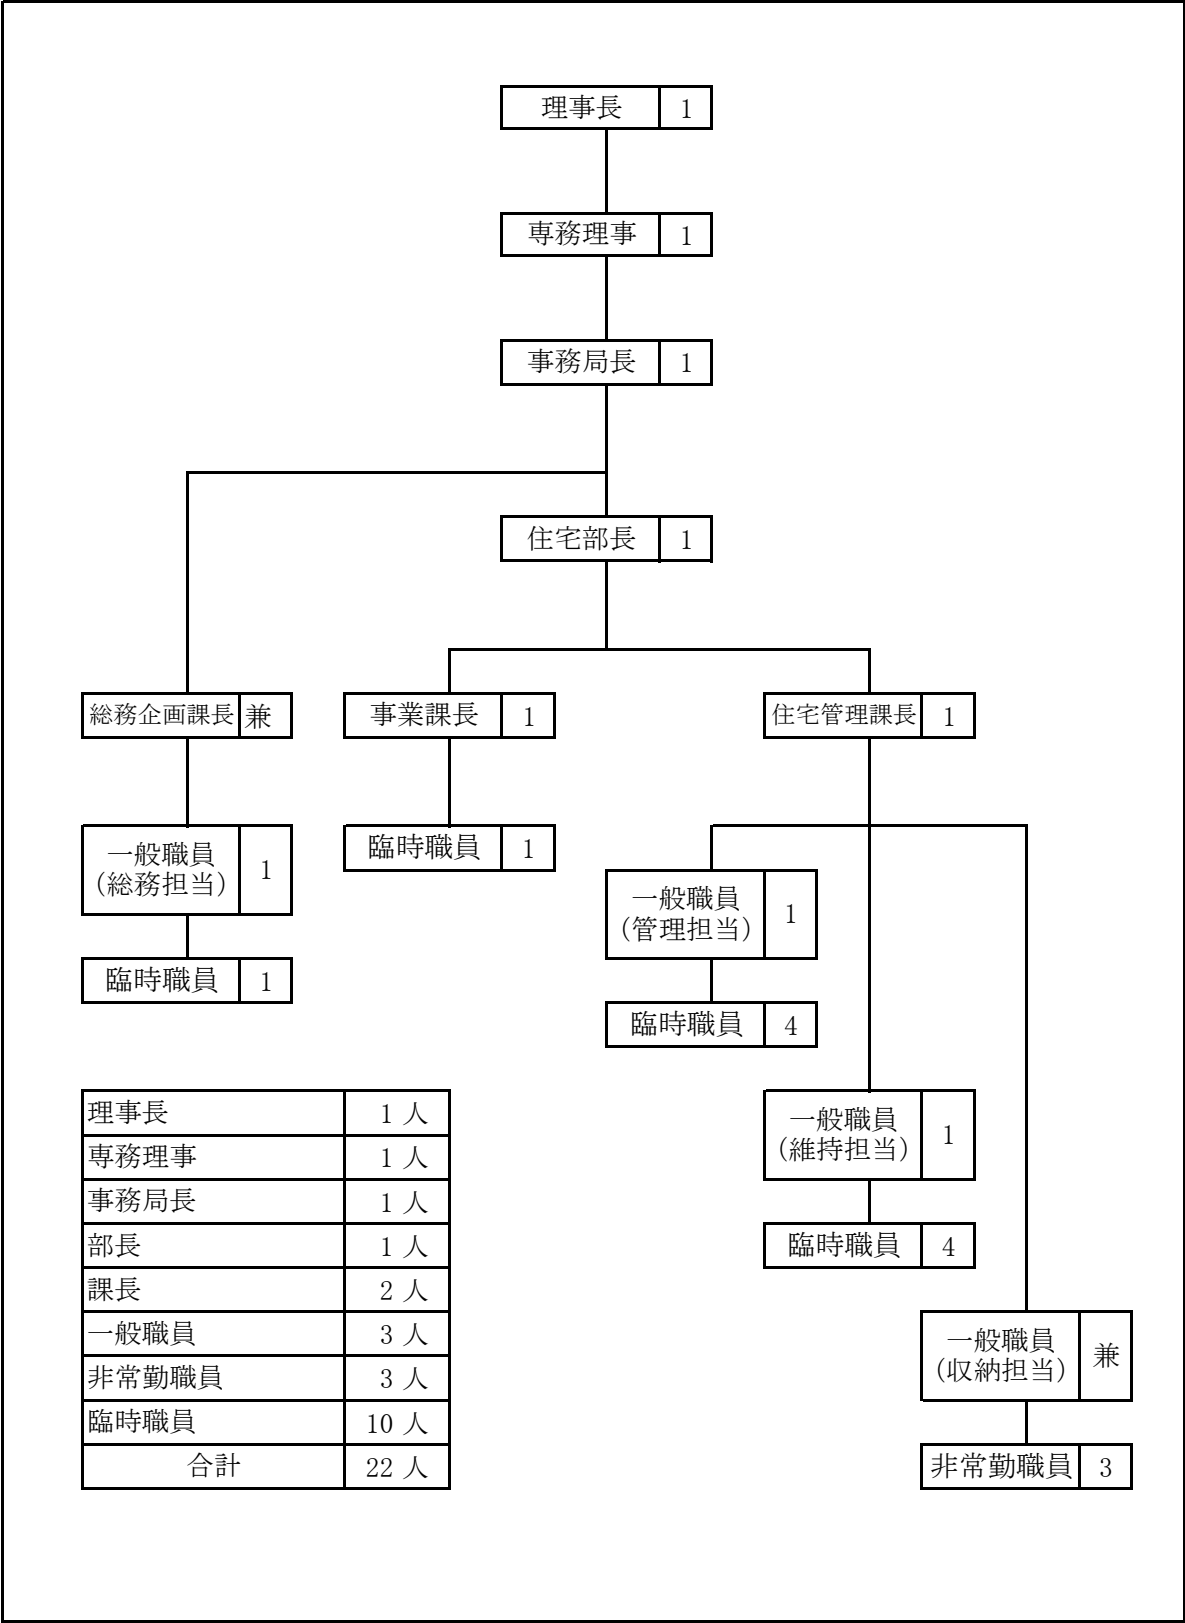 理事長 1
専務理事 1
事務局長 1
住宅部長 1
総務企画課長 兼
事業課長 1
住宅管理課長 1
一般職員
(総務担当) 1
臨時職員 1
臨時職員 1
一般職員
(管理担当) 1
臨時職員 4
一般職員
(維持担当) 1
臨時職員 4
一般職員
(収納担当) 兼
非常勤職員 3
理事長 1 人
専務理事 1 人
事務局長 1 人
部長 1 人
課長 2 人
一般職員 3 人
非常勤職員 3 人
臨時職員 10 人
合計 22 人